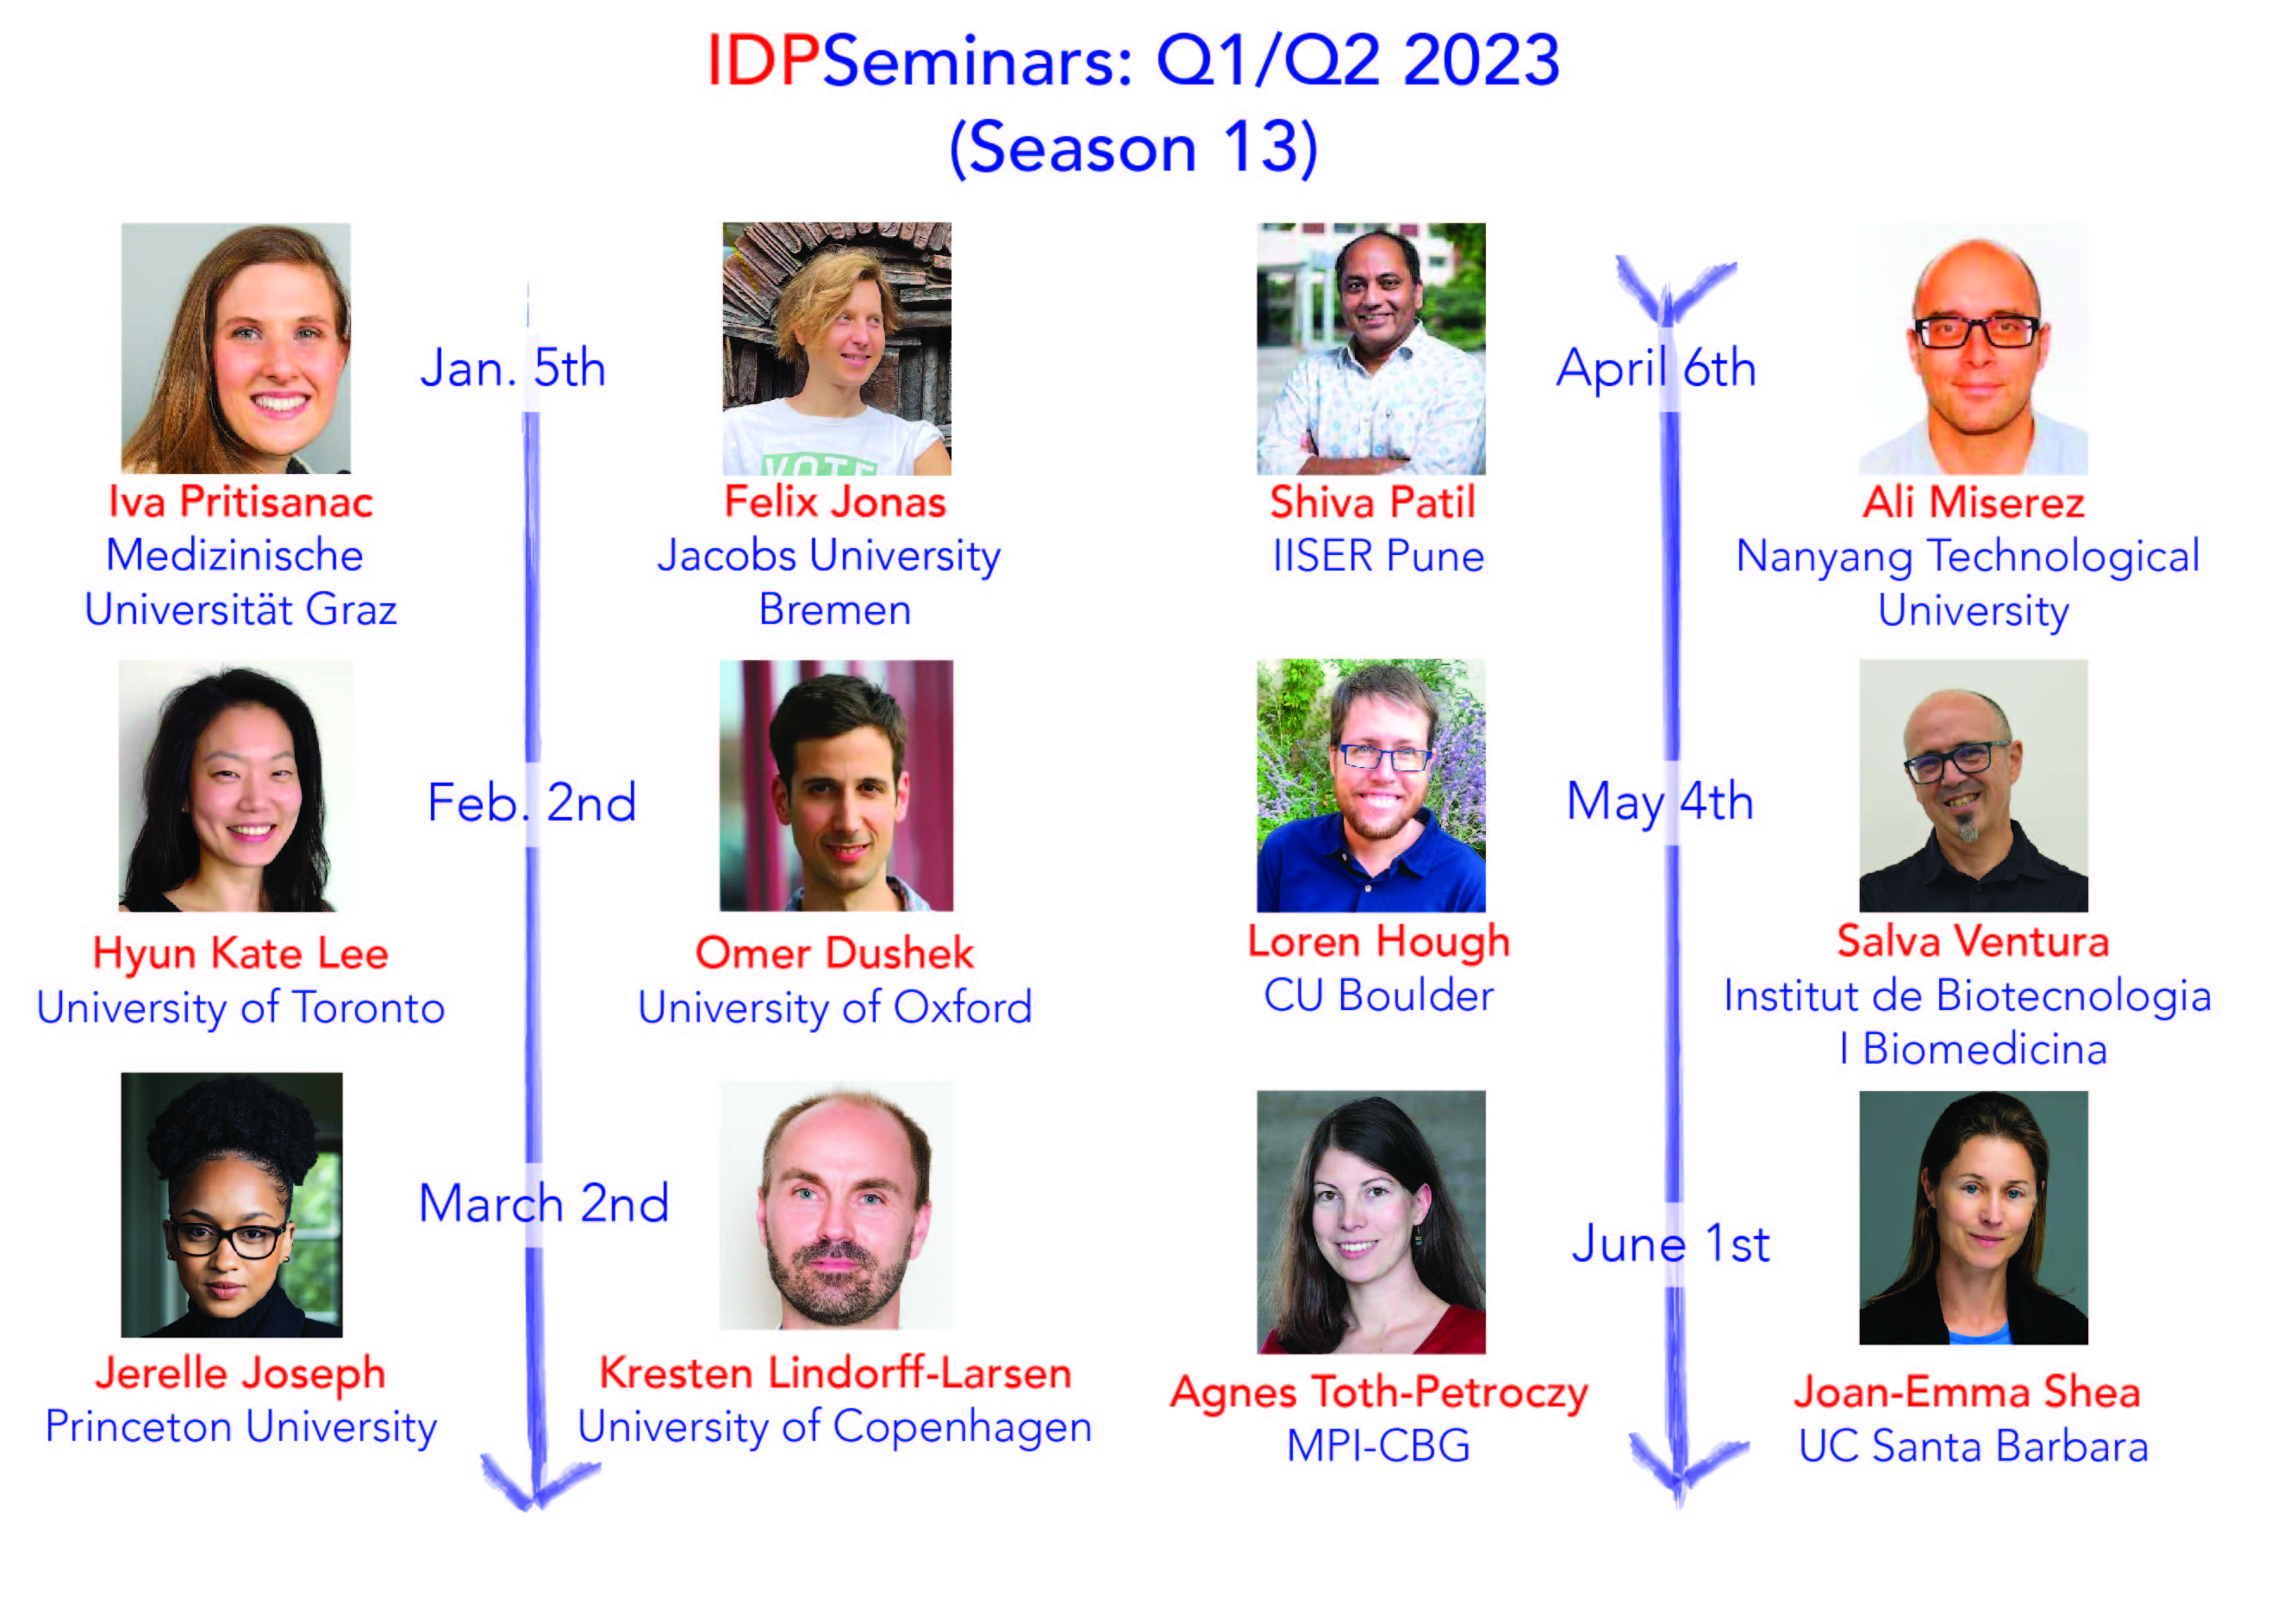 IDPSeminars: Q1/Q2 2023
(Season 13)
Jan. 5th
Iva Pritisanac
Medizinische
Universität Graz
Felix Jonas
Jacobs University
Bremen
VOTE
Feb. 2nd
Hyun Kate Lee
University of Toronto
Omer Dushek
University of Oxford
March 2nd
Jerelle Joseph
Princeton University
Kresten Lindorff-Larsen
University of Copenhagen
April 6th
Shiva Patil
IISER Pune
Ali Miserez
Nanyang Technological
University
May 4th
Loren Hough
CU Boulder
Salva Ventura
Institut de Biotecnologia
I Biomedicina
June 1st
Agnes Toth-Petroczy
MPI-CBG
Joan-Emma Shea
UC Santa Barbara